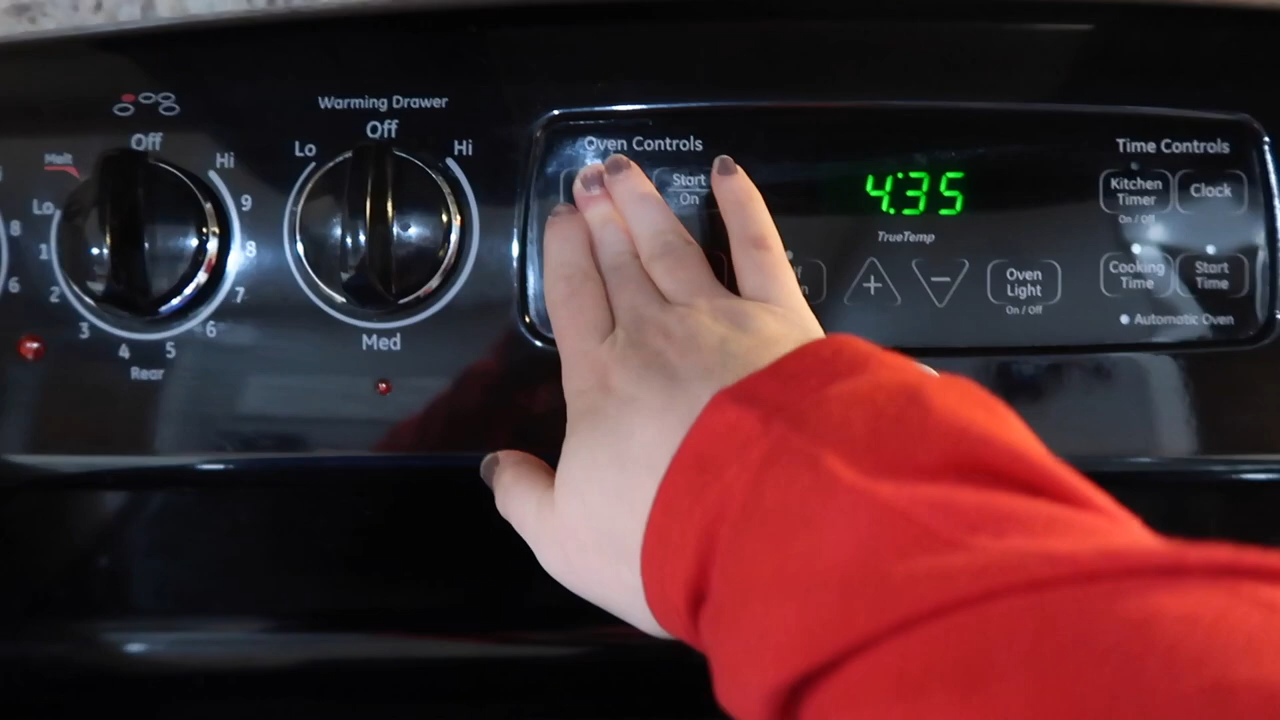 Off
Melt
Lo
Hi
9
8
7
6
5
4
3
2
1
Rear
8
6
Warming Drawer
Off
Lo
Hi
Med
Oven Controls
Start
On
4:35
TrueTemp
+
−
Oven
Light
On / Off
Time Controls
Kitchen
Timer
On / Off
Clock
Cooking
Time
Start
Time
Automatic Oven